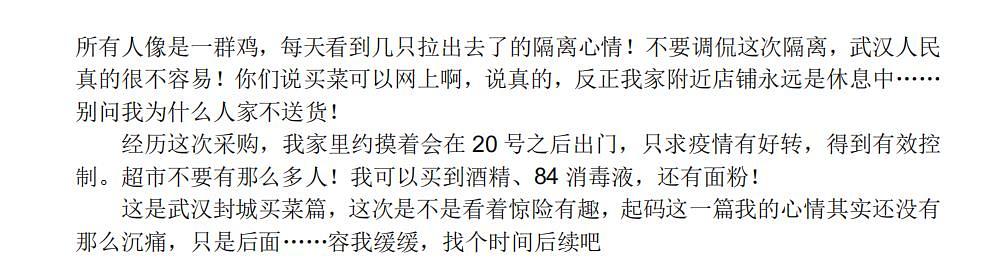 所有人像是一群鸡，每天看到几只拉出去了的隔离心情！不要调侃这次隔离，武汉人民
真的很不容易！你们说买菜可以网上啊，说真的，反正我家附近店铺永远是休息中……
别问我为什么人家不送货！
经历这次采购，我家里约摸着会在 20 号之后出门，只求疫情有好转，得到有效控
制。超市不要有那么多人！我可以买到酒精、84 消毒液，还有面粉！
这是武汉封城买菜篇，这次是不是看着惊险有趣，起码这一篇我的心情其实还没有
那么沉痛，只是后面……容我缓缓，找个时间后续吧